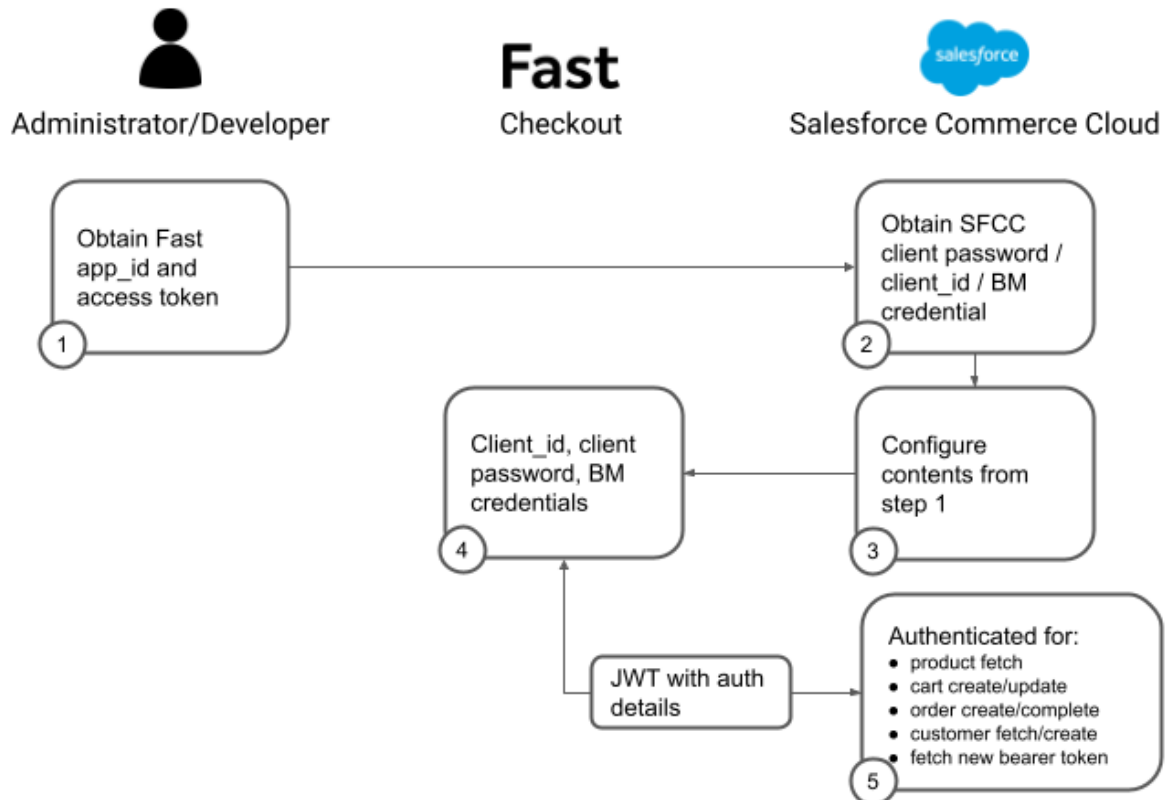 Fast
salesforce
Administrator/Developer
Checkout
Salesforce Commerce Cloud
Obtain Fast
app_id and
access token
1
Obtain SFCC
client password /
client_id / BM
credential
2
Client_id, client
password, BM
credentials
4
Configure
contents from
step 1
3
JWT with auth
details
Authenticated for:
● product fetch
● cart create/update
● order create/complete
● customer fetch/create
● fetch new bearer token
5